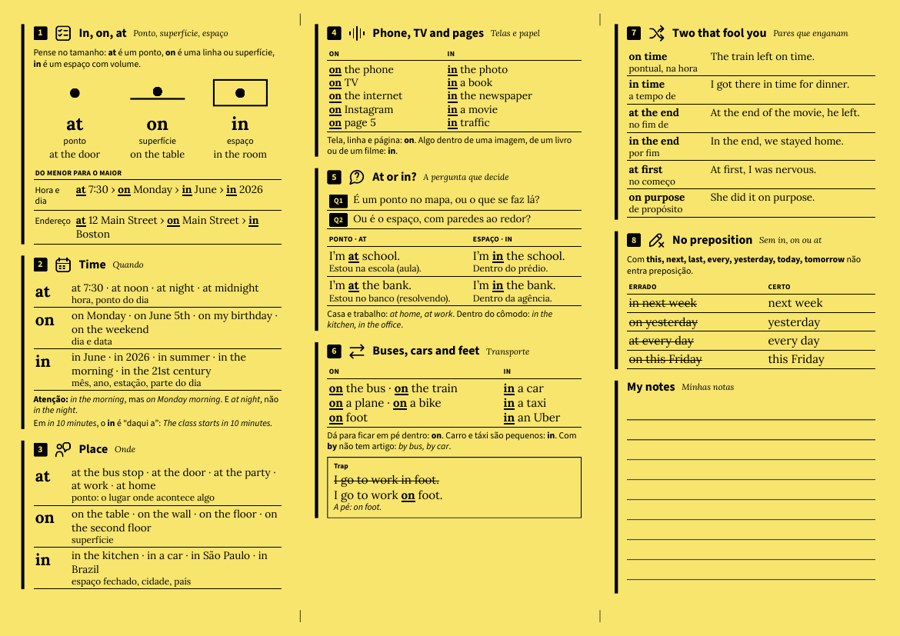 1 In, on, at Ponto, superfície, espaço
Pense no tamanho: at é um ponto, on é uma linha ou superfície,
in é um espaço com volume.
at on in
ponto superfície espaço
at the door on the table in the room
DO MENOR PARA O MAIOR
Hora e dia at 7:30 › on Monday › in June › in 2026
Endereço at 12 Main Street › on Main Street › in
Boston
2 Time Quando
at at 7:30 · at noon · at night · at midnight
hora, ponto do dia
on on Monday · on June 5th · on my birthday ·
on the weekend
dia e data
in in June · in 2026 · in summer · in the
morning · in the 21st century
mês, ano, estação, parte do dia
Atenção: in the morning, mas on Monday morning. E at night, não
in the night.
Em in 10 minutes, o in é “daqui a”: The class starts in 10 minutes.
3 Place Onde
at at the bus stop · at the door · at the party ·
at work · at home
ponto: o lugar onde acontece algo
on on the table · on the wall · on the floor · on
the second floor
superfície
in in the kitchen · in a car · in São Paulo · in
Brazil
espaço fechado, cidade, país
4 Phone, TV and pages Telas e papel
ON IN
on the phone in the photo
on TV in a book
on the internet in the newspaper
on Instagram in a movie
on page 5 in traffic
Tela, linha e página: on. Algo dentro de uma imagem, de um livro
ou de um filme: in.
5 At or in? A pergunta que decide
Q1 É um ponto no mapa, ou o que se faz lá?
Q2 Ou é o espaço, com paredes ao redor?
PONTO · AT ESPAÇO · IN
I’m at school. I’m in the school.
Estou na escola (aula). Dentro do prédio.
I’m at the bank. I’m in the bank.
Estou no banco (resolvendo). Dentro da agência.
Casa e trabalho: at home, at work. Dentro do cômodo: in the
kitchen, in the office.
6 Buses, cars and feet Transporte
ON IN
on the bus · on the train in a car
on a plane · on a bike in a taxi
on foot in an Uber
Dá para ficar em pé dentro: on. Carro e táxi são pequenos: in. Com
by não tem artigo: by bus, by car.
Trap
I go to work in foot.
I go to work on foot.
A pé: on foot.
7 Two that fool you Pares que enganam
on time The train left on time.
pontual, na hora
in time I got there in time for dinner.
a tempo de
at the end At the end of the movie, he left.
no fim de
in the end In the end, we stayed home.
por fim
at first At first, I was nervous.
no começo
on purpose She did it on purpose.
de propósito
8 No preposition Sem in, on ou at
Com this, next, last, every, yesterday, today, tomorrow não
entra preposição.
ERRADO CERTO
in next week next week
on yesterday yesterday
at every day every day
on this Friday this Friday
My notes Minhas notas